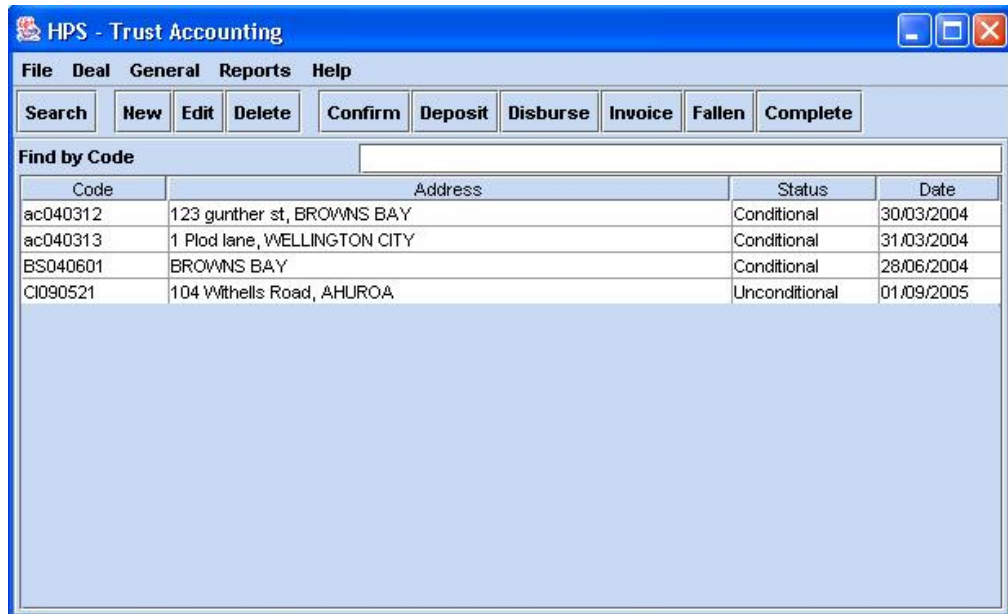 HPS - Trust Accounting
File Deal General Reports Help
Search New Edit Delete Confirm Deposit Disburse Invoice Fallen Complete
Find by Code
Code Address Status Date
ac040312 123 gunther st, BROWNS BAY Conditional 30/03/2004
ac040313 1 Plod lane, WELLINGTON CITY Conditional 31/03/2004
BS040601 BROWNS BAY Conditional 28/06/2004
CI090521 104 Withells Road, AHUROA Unconditional 01/09/2005